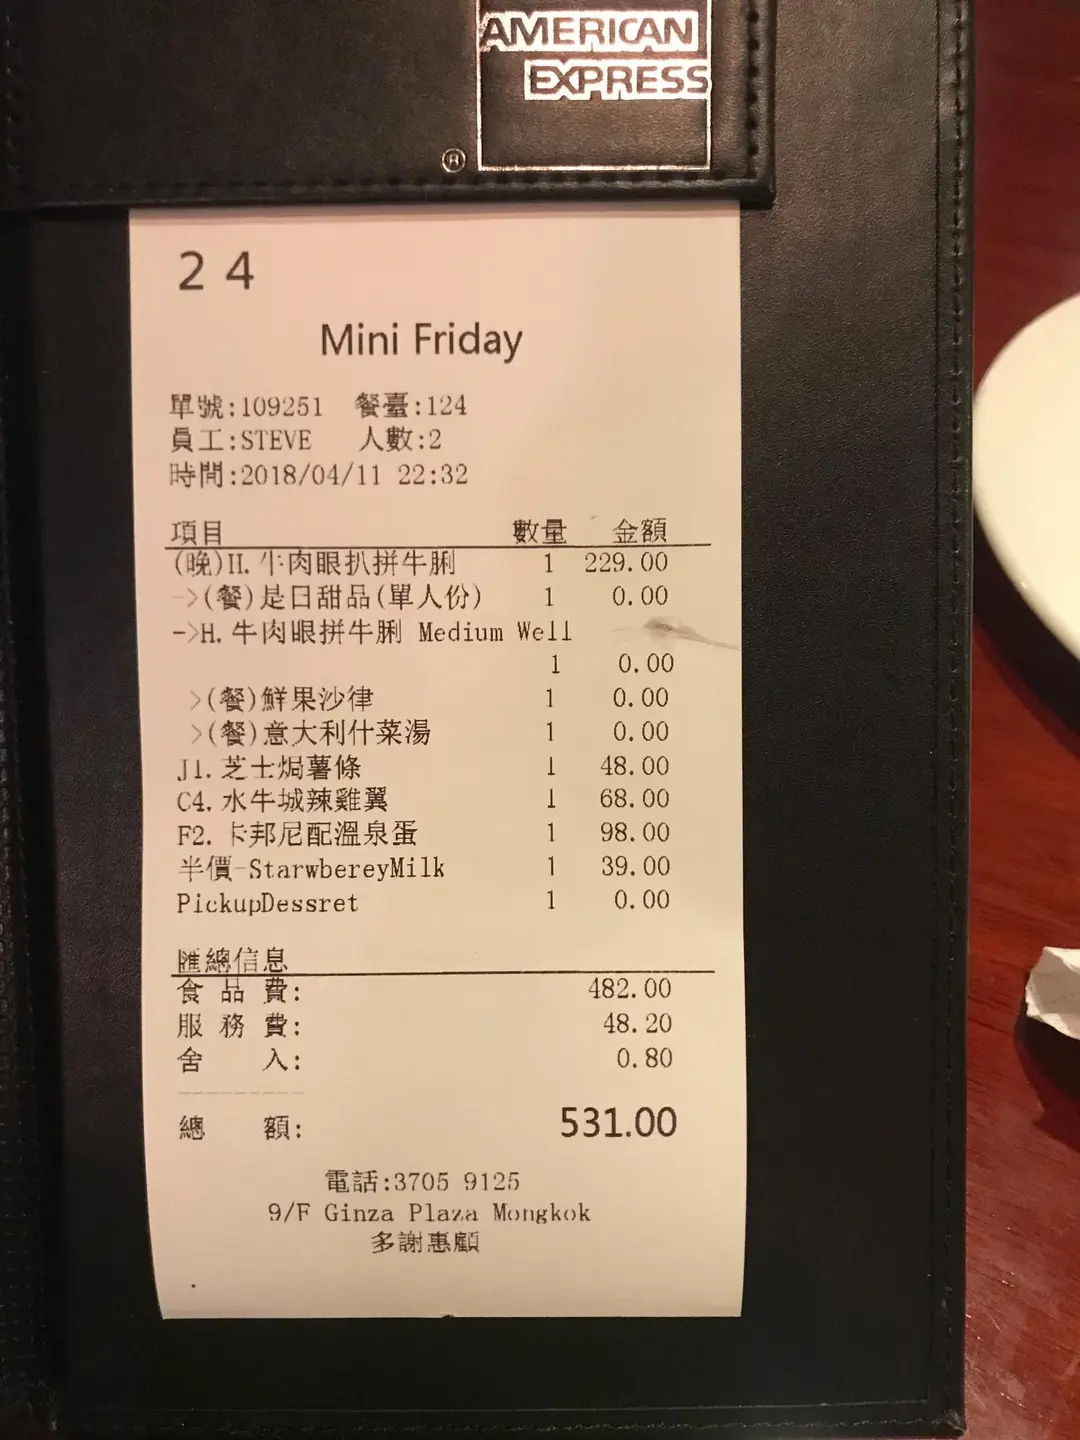 AMERICAN
EXPRESS
®
24
Mini Friday
單號:109251 餐臺:124
員工:STEVE 人數:2
時間:2018/04/11 22:32
項目 數量 金額
(晚)H.牛肉眼扒拼牛脷 1 229.00
->(餐)是日甜品(單人份) 1 0.00
->H.牛肉眼拼牛脷 Medium Well
1 0.00
>(餐)鮮果沙律 1 0.00
>(餐)意大利什菜湯 1 0.00
J1.芝士焗薯條 1 48.00
C4.水牛城辣雞翼 1 68.00
F2.卡邦尼配溫泉蛋 1 98.00
半價-StarwbereyMilk 1 39.00
PickupDessret 1 0.00
匯總信息
食品費: 482.00
服務費: 48.20
舍入: 0.80
總額: 531.00
電話:3705 9125
9/F Ginza Plaza Mongkok
多謝惠顧